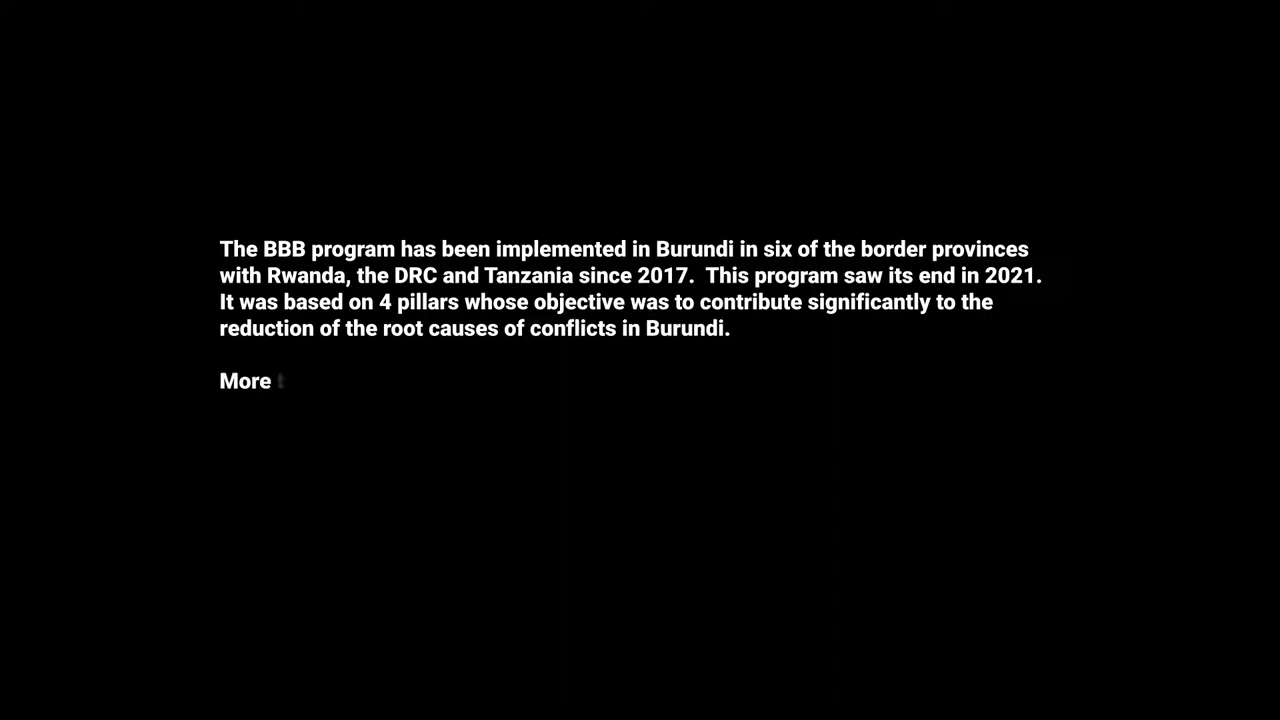 The BBB program has been implemented in Burundi in six of the border provinces
with Rwanda, the DRC and Tanzania since 2017.  This program saw its end in 2021.
It was based on 4 pillars whose objective was to contribute significantly to the
reduction of the root causes of conflicts in Burundi.
More t